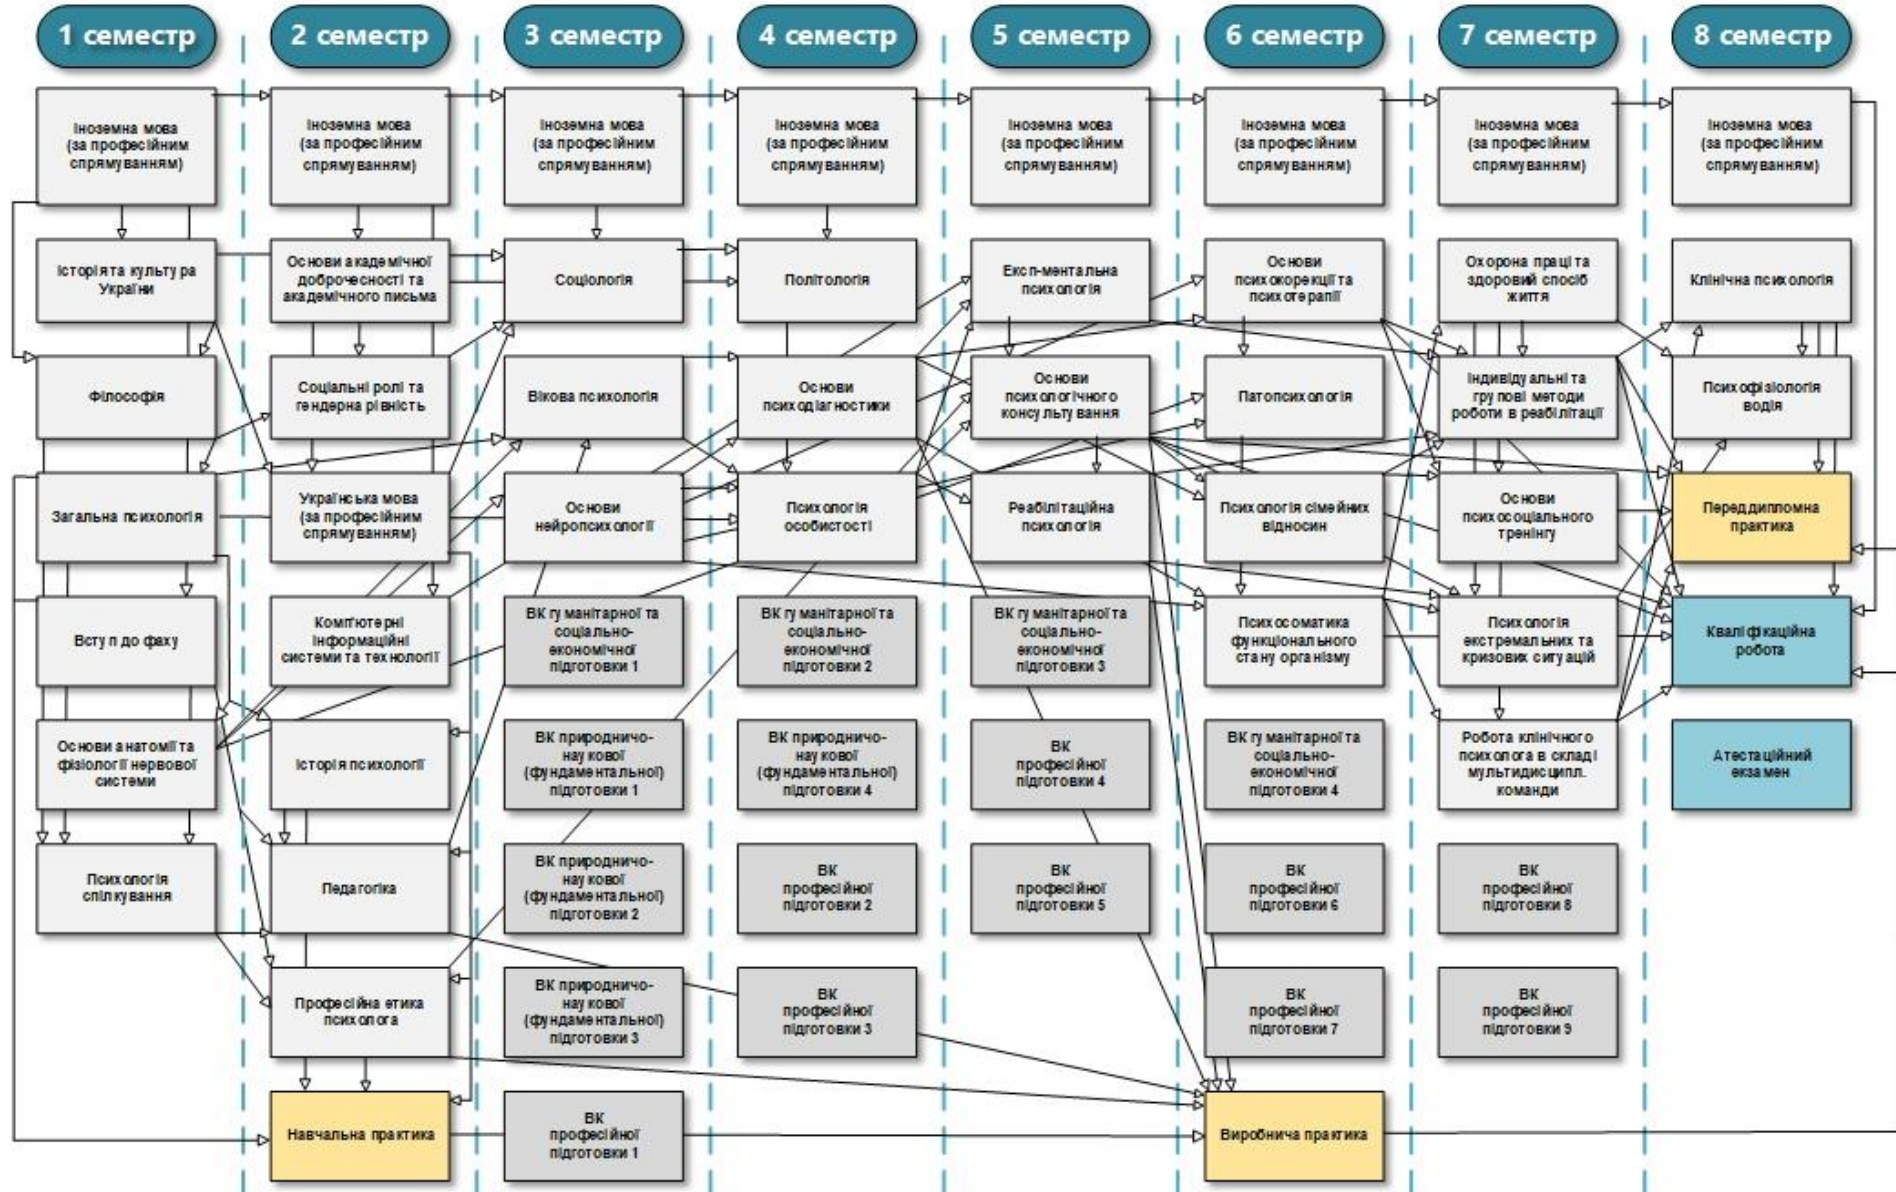 1 семестр
2 семестр
3 семестр
4 семестр
5 семестр
6 семестр
7 семестр
8 семестр
Іноземна мова
(за професійним
спрямуванням)
Іноземна мова
(за професійним
спрямуванням)
Іноземна мова
(за професійним
спрямуванням)
Іноземна мова
(за професійним
спрямуванням)
Іноземна мова
(за професійним
спрямуванням)
Іноземна мова
(за професійним
спрямуванням)
Іноземна мова
(за професійним
спрямуванням)
Іноземна мова
(за професійним
спрямуванням)
Історія та культура
України
Основи академічної
доброчесності та
академічного письма
Соціологія
Політологія
Експ-ментальна
психологія
Основи
психокорекції та
психотерапії
Охорона праці та
здоровий спосіб
життя
Клінічна психологія
Філософія
Соціальні ролі та
гендерна рівність
Вікова психологія
Основи
психодіагностики
Основи
психологічного
консультування
Патопсихологія
Індивідуальні та
групові методи
роботи в реабілітації
Психофізіологія
водія
Загальна психологія
Українська мова
(за професійним
спрямуванням)
Основи
нейропсихології
Психологія
особистості
Реабілітаційна
психологія
Психологія сімейних
відносин
Основи
психосоціального
тренінгу
Переддипломна
практика
Вступ до фаху
Комп'ютерні
інформаційні
системи та технології
ВК гуманітарної та
соціально-
економічної
підготовки 1
ВК гуманітарної та
соціально-
економічної
підготовки 2
ВК гуманітарної та
соціально-
економічної
підготовки 3
Психосоматика
функціонального
стану організму
Психологія
екстремальних та
кризових ситуацій
Кваліфікаційна
робота
Основи анатомії та
фізіології нервової
системи
Історія психології
ВК природничо-
наукової
(фундаментальної)
підготовки 1
ВК природничо-
наукової
(фундаментальної)
підготовки 4
ВК
професійної
підготовки 4
ВК гуманітарної та
соціально-
економічної
підготовки 4
Робота клінічного
психолога в складі
мультидисципл.
команди
Атестаційний
екзамен
Психологія
спілкування
Педагогіка
ВК природничо-
наукової
(фундаментальної)
підготовки 2
ВК
професійної
підготовки 2
ВК
професійної
підготовки 5
ВК
професійної
підготовки 6
ВК
професійної
підготовки 8
Професійна етика
психолога
ВК природничо-
наукової
(фундаментальної)
підготовки 3
ВК
професійної
підготовки 3
ВК
професійної
підготовки 7
ВК
професійної
підготовки 9
Навчальна практика
ВК
професійної
підготовки 1
Виробнича практика